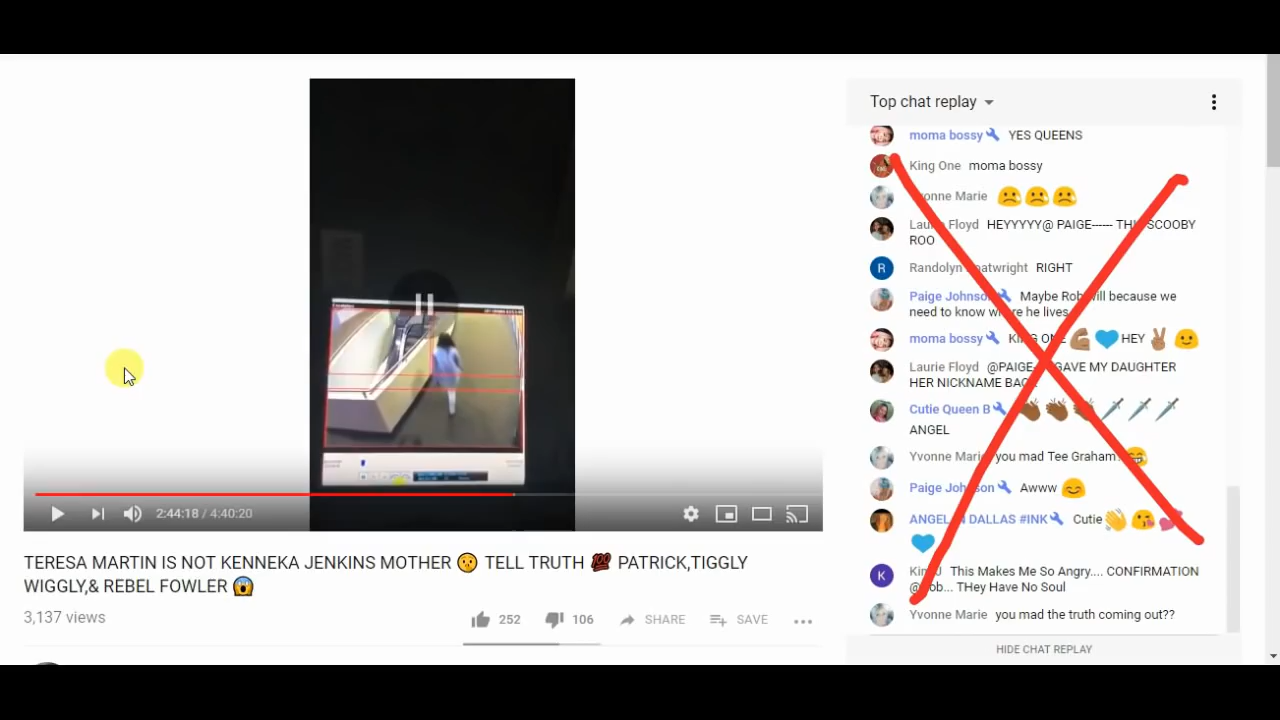 Top chat replay
moma bossy YES QUEENS
King One moma bossy
Yvonne Marie 😢😢😢
Laurie Floyd HEYYYYY@ PAIGE------ THIS SCOOBY
ROO
Randolyn Boatwright RIGHT
Paige Johnson Maybe Rob will because we
need to know where he lives
moma bossy KING ONE 💪🏽 💙 HEY ✌🏽 🙂
Laurie Floyd @PAIGE- GAVE MY DAUGHTER
HER NICKNAME BACK
Cutie Queen B 👏🏾 👏🏾 👏🏾 🗡 🗡 🗡
ANGEL
Yvonne Marie you mad Tee Graham? 😁
Paige Johnson Awww 😊
ANGEL N DALLAS #INK Cutie 👋 😘 💕
💙
This Makes Me So Angry.... CONFIRMATION
@Rob... THey Have No Soul
Yvonne Marie you mad the truth coming out??
HIDE CHAT REPLAY
2:44:18 / 4:40:20
TERESA MARTIN IS NOT KENNEKA JENKINS MOTHER 🤫 TELL TRUTH 💯 PATRICK,TIGGLY
WIGGLY,& REBEL FOWLER 😱
3,137 views
252 106 SHARE SAVE
R
K